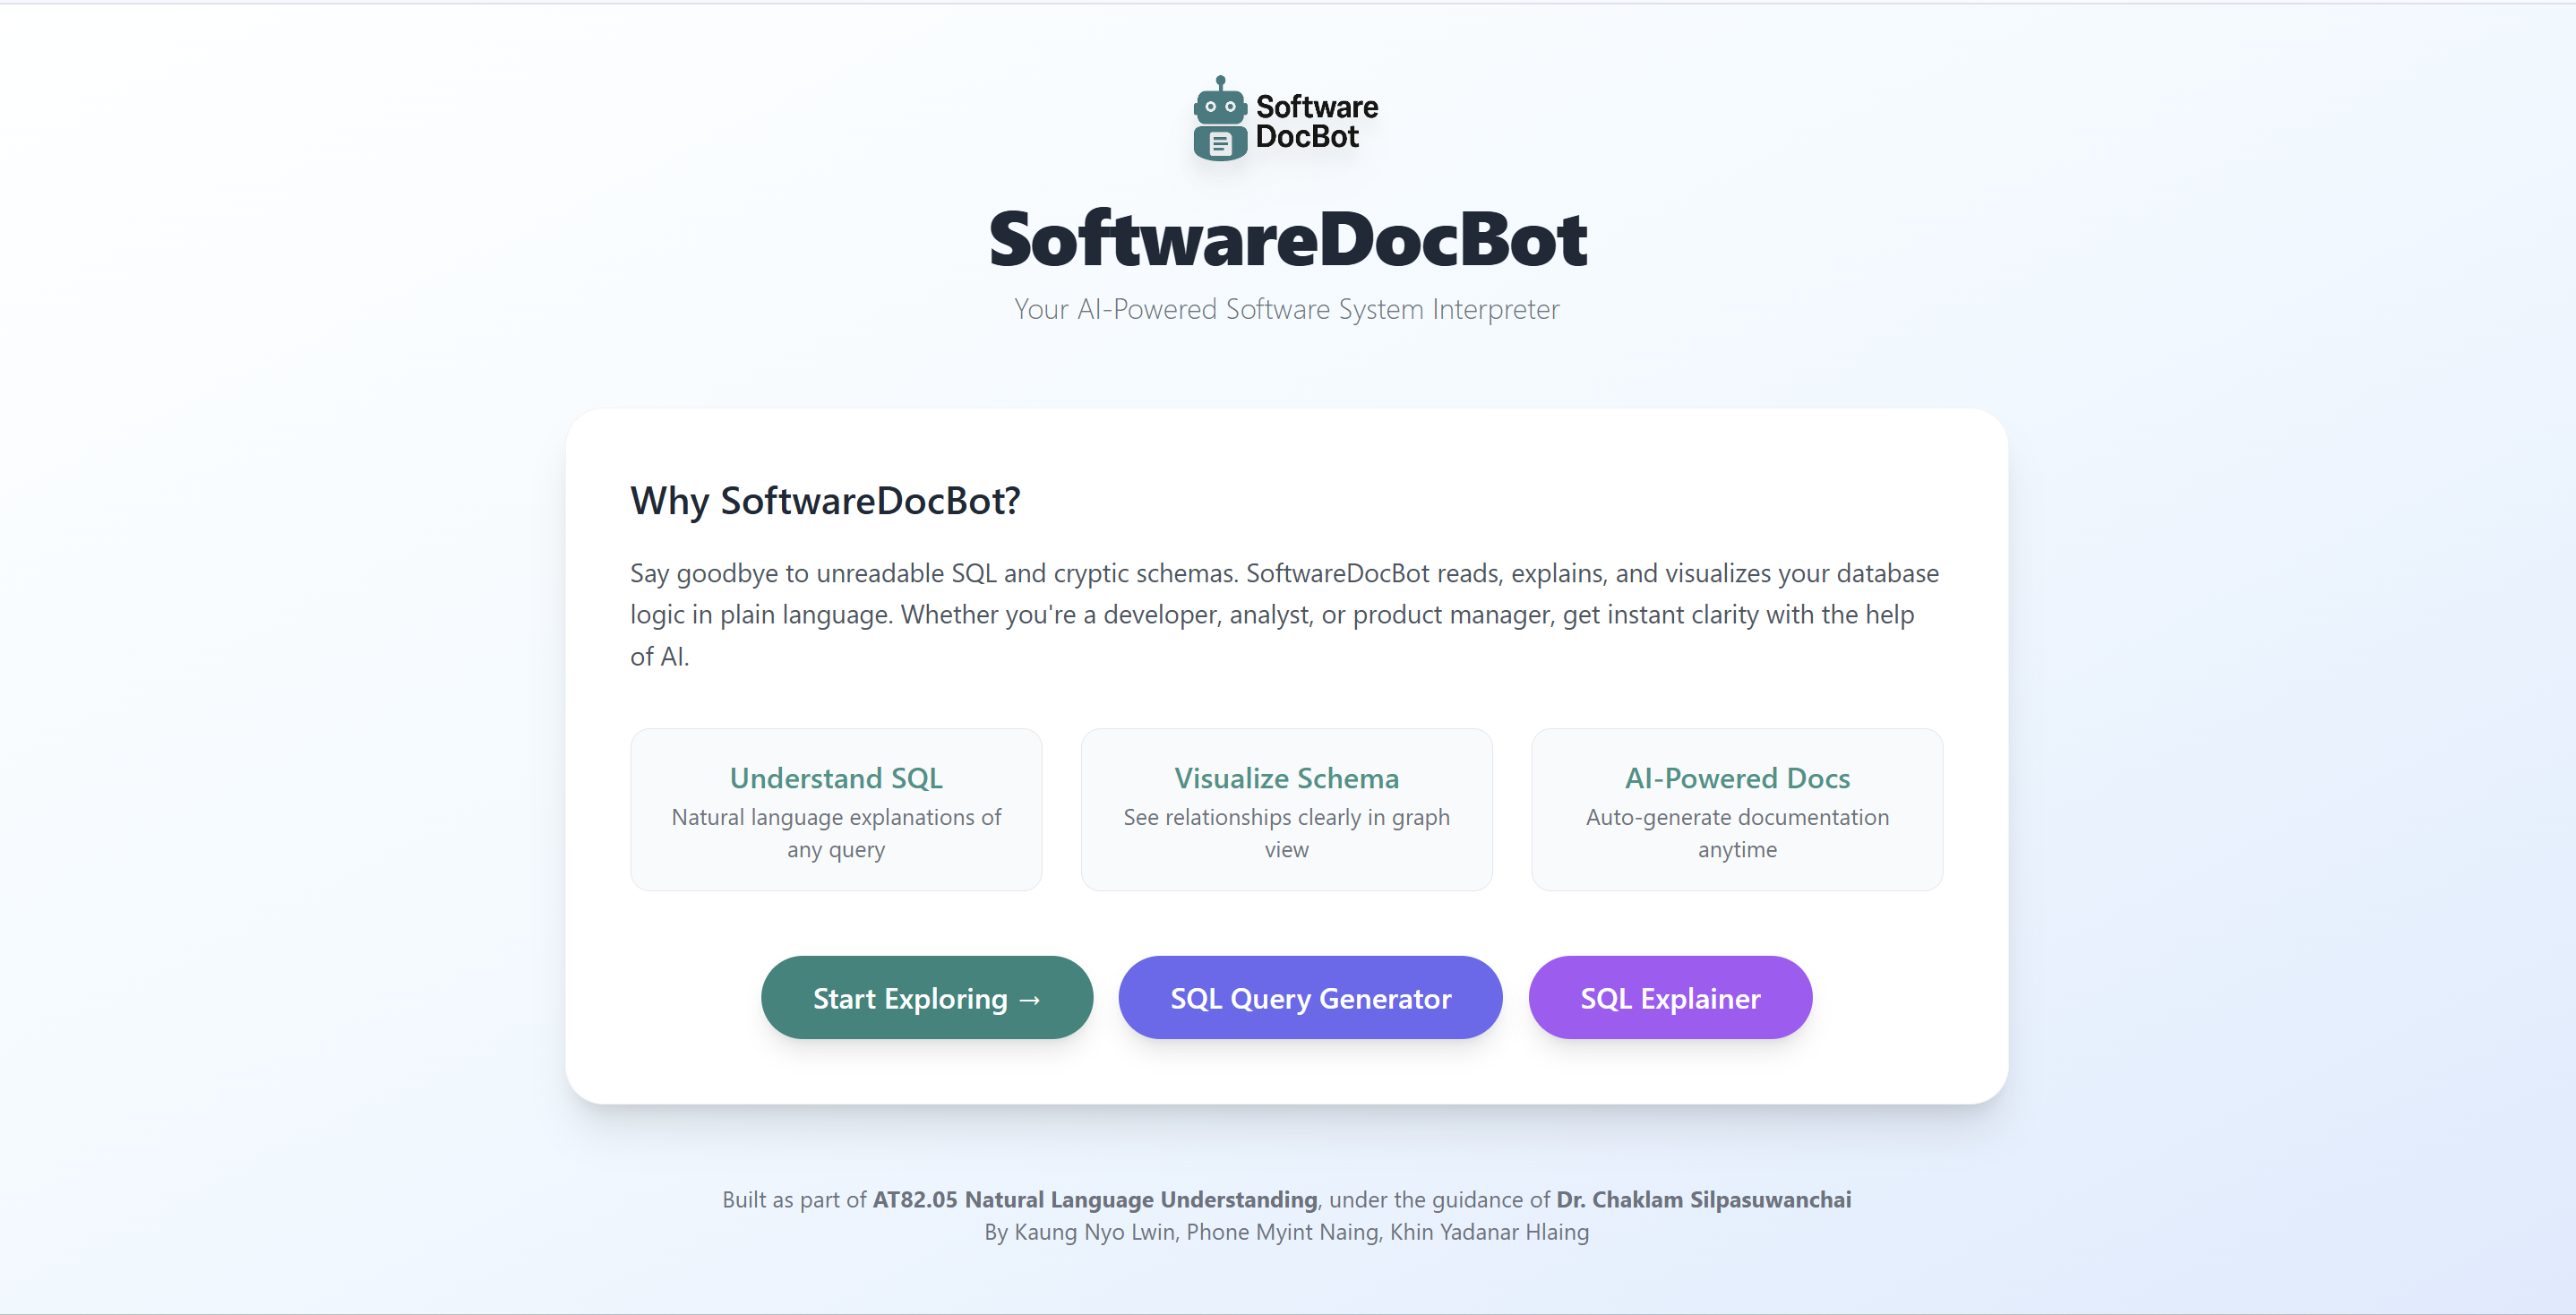 Software
DocBot
SoftwareDocBot
Your AI-Powered Software System Interpreter
Why SoftwareDocBot?
Say goodbye to unreadable SQL and cryptic schemas. SoftwareDocBot reads, explains, and visualizes your database
logic in plain language. Whether you're a developer, analyst, or product manager, get instant clarity with the help
of AI.
Understand SQL
Natural language explanations of
any query
Visualize Schema
See relationships clearly in graph
view
AI-Powered Docs
Auto-generate documentation
anytime
Start Exploring →
SQL Query Generator
SQL Explainer
Built as part of AT82.05 Natural Language Understanding, under the guidance of Dr. Chaklam Silpasuwanchai
By Kaung Nyo Lwin, Phone Myint Naing, Khin Yadanar Hlaing